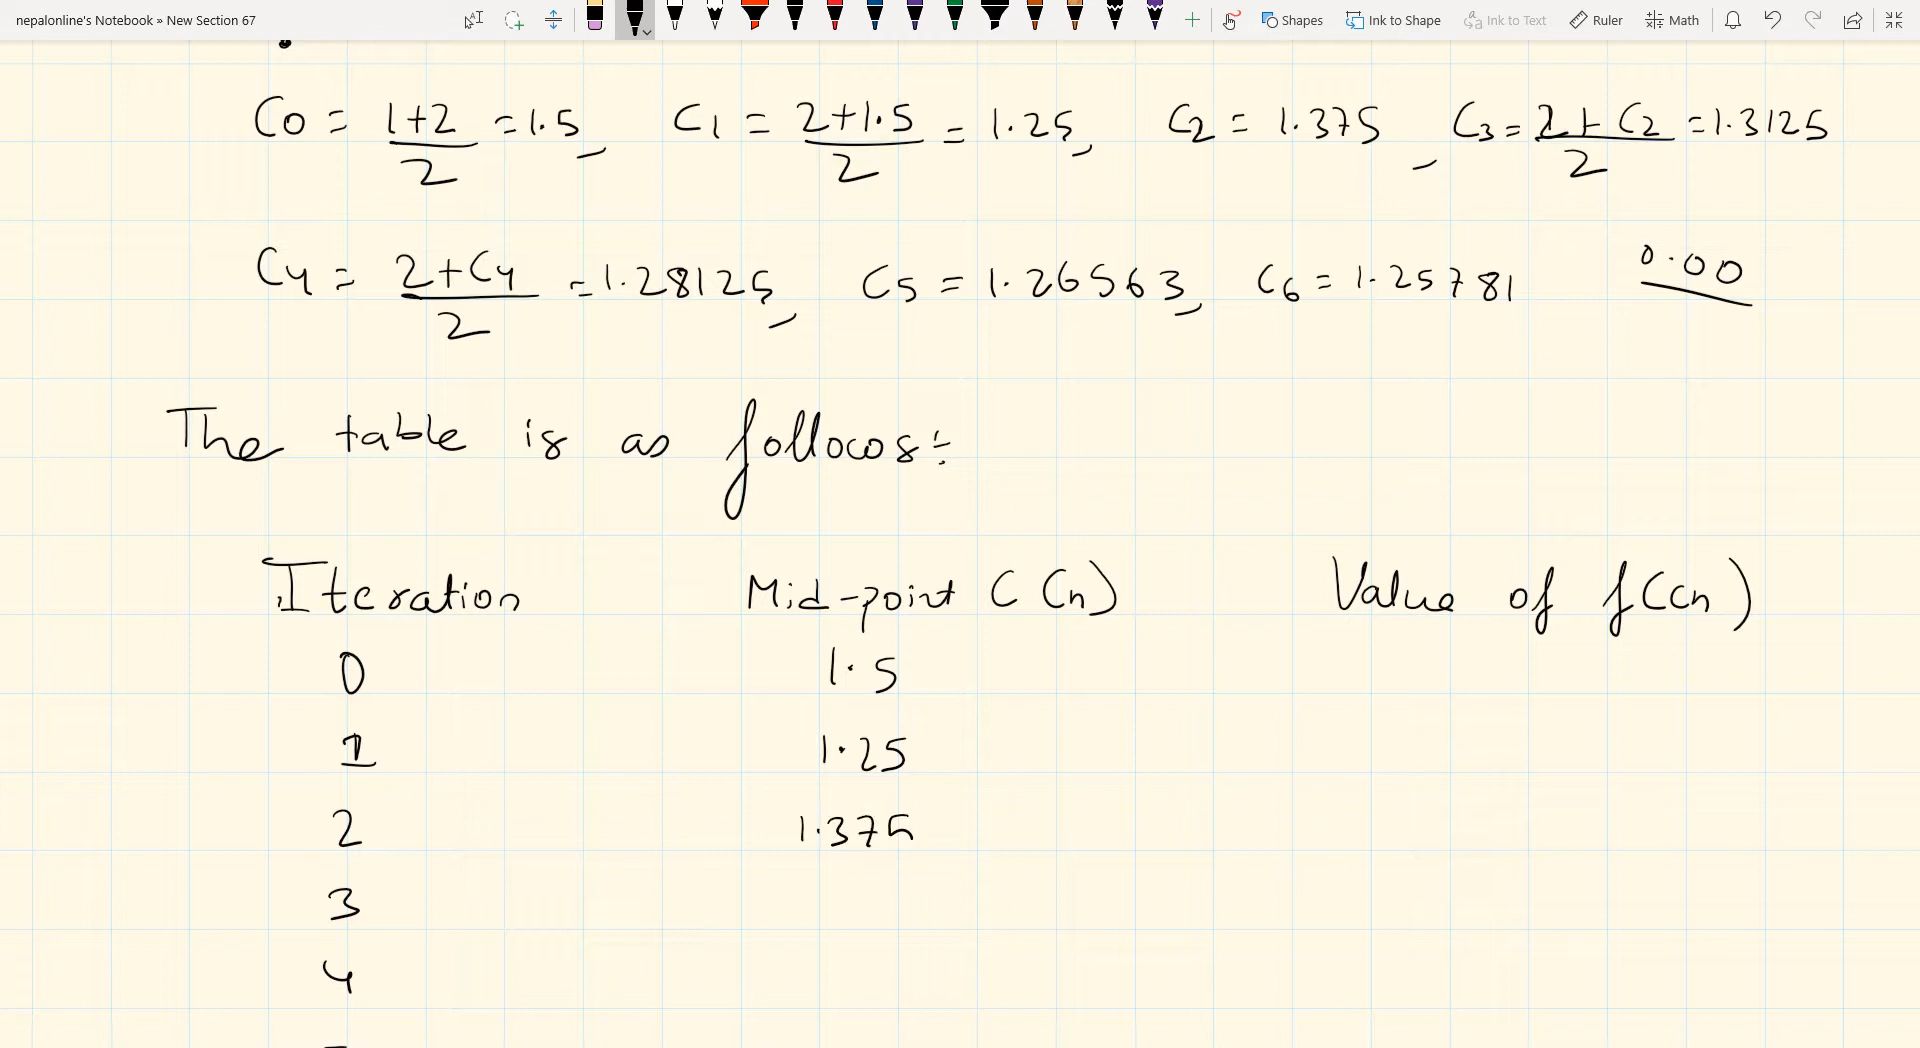 nepalonline's Notebook » New Section 67 Shapes Ink to Shape Ink to Text Ruler Math
C0 = 1+2/2 = 1.5, C1 = 2+1.5/2 = 1.25, C2 = 1.375, C3 = 2+C2/2 = 1.3125
C4 = 2+C4/2 = 1.28125, C5 = 1.26563, C6 = 1.25781 0.00
The table is as follows:
Iteration Mid-point C (n) Value of f(cn)
0 1.5
1 1.25
2 1.375
3
4